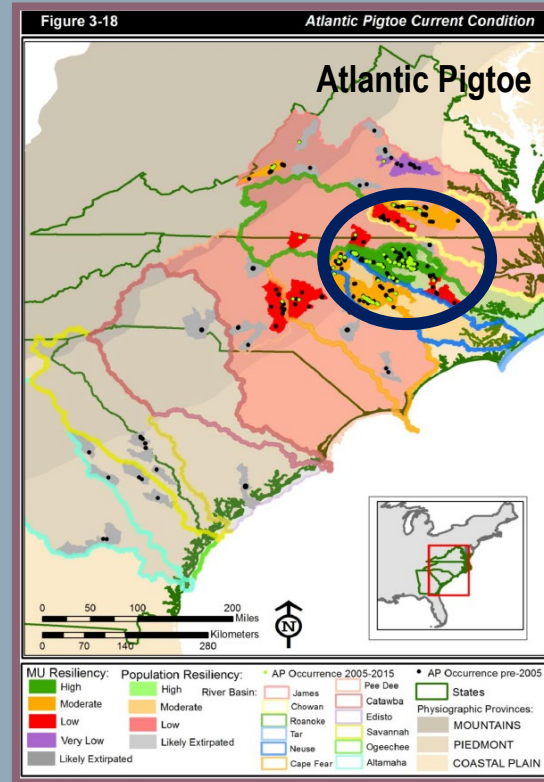 Figure 3-18 Atlantic Pigtoe Current Condition
Atlantic Pigtoe
0 50 100 200
Miles
Kilometers
0 70 140 280
N
MU Resiliency:
High
Moderate
Low
Very Low
Likely Extirpated
Population Resiliency:
High
Moderate
Low
Likely Extirpated
AP Occurrence 2005-2015
River Basin:
James
Chowan
Roanoke
Tar
Neuse
Cape Fear
Pee Dee
Catawba
Edisto
Savannah
Ogeechee
Altamaha
AP Occurrence pre-2005
States
Physiographic Provinces:
MOUNTAINS
PIEDMONT
COASTAL PLAIN